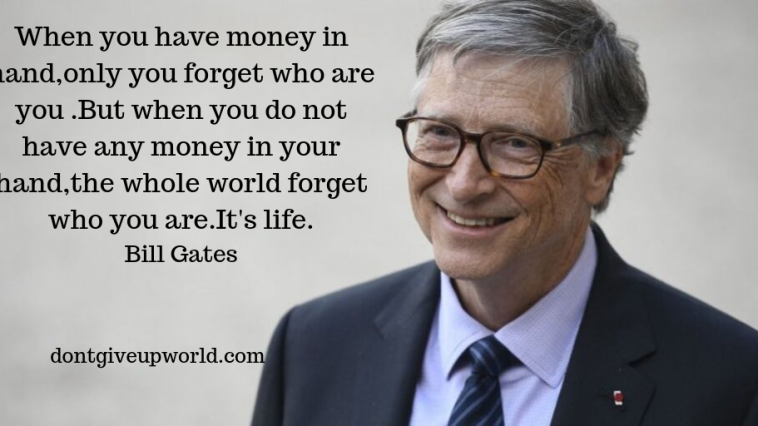 When you have money in
hand,only you forget who are
you .But when you do not
have any money in your
hand,the whole world forget
who you are.It's life.
Bill Gates
dontgiveupworld.com